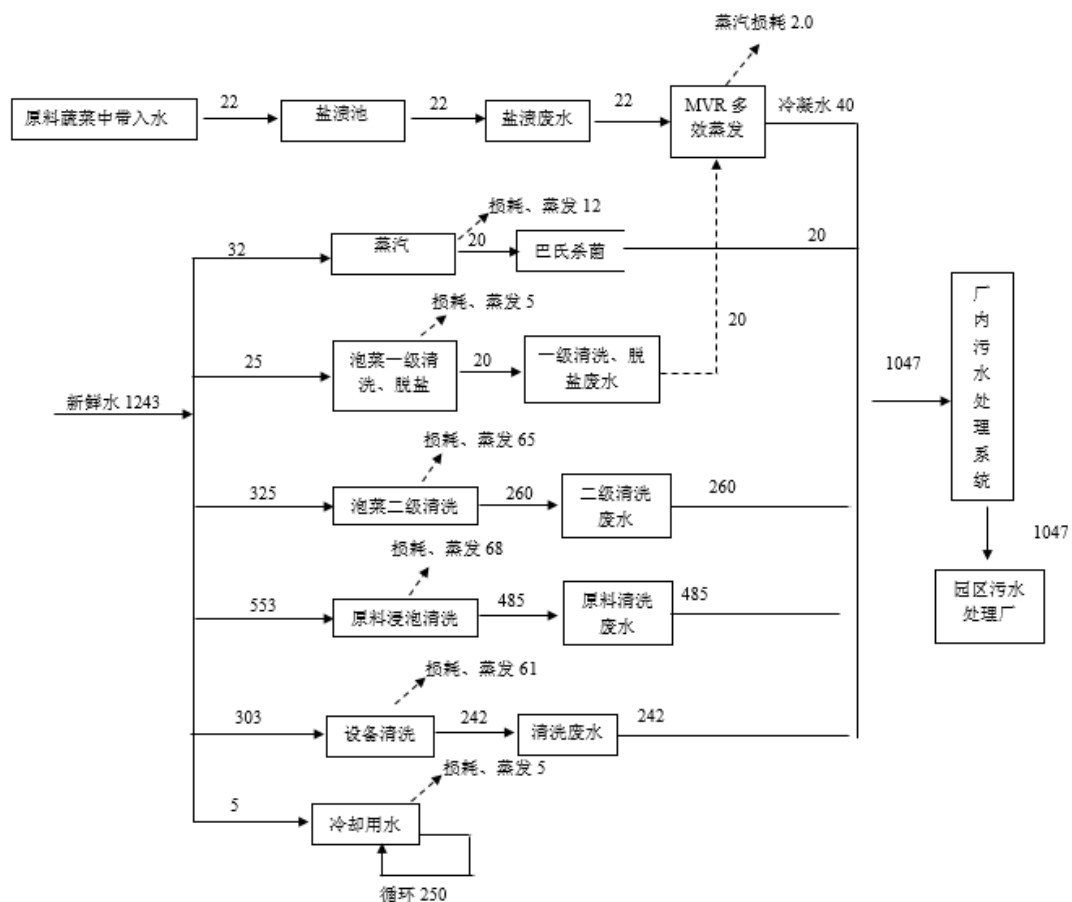 蒸汽损耗 2.0
22
22
22
冷凝水 40
原料蔬菜中带入水
盐渍池
盐渍废水
MVR 多
效蒸发
损耗、蒸发 12
32
蒸汽
20
巴氏杀菌
20
损耗、蒸发 5
25
泡菜一级清
洗、脱盐
20
一级清洗、脱
盐废水
20
新鲜水 1243
1047
厂
内
污
水
处
理
系
统
损耗、蒸发 65
325
泡菜二级清洗
260
二级清洗
废水
260
1047
损耗、蒸发 68
553
原料浸泡清洗
485
原料清洗
废水
485
园区污水
处理厂
损耗、蒸发 61
303
设备清洗
242
清洗废水
242
损耗、蒸发 5
5
冷却用水
循环 250